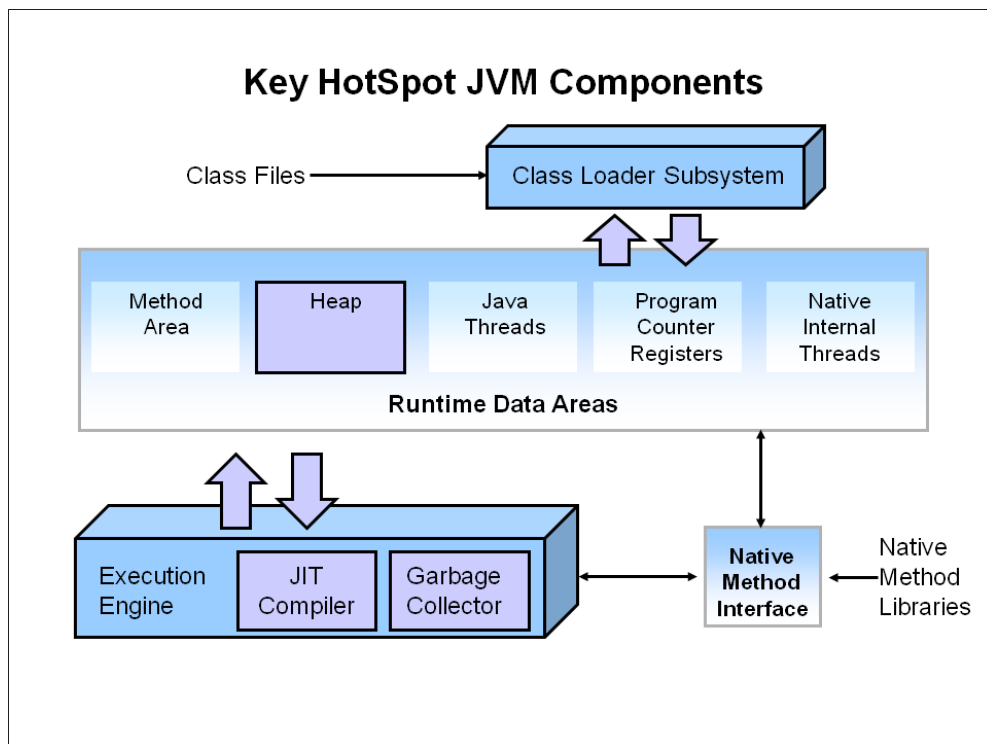 Key HotSpot JVM Components
Class Files
Class Loader Subsystem
Method
Area
Heap
Java
Threads
Program
Counter
Registers
Native
Internal
Threads
Runtime Data Areas
Execution
Engine
JIT
Compiler
Garbage
Collector
Native
Method
Interface
Native
Method
Libraries